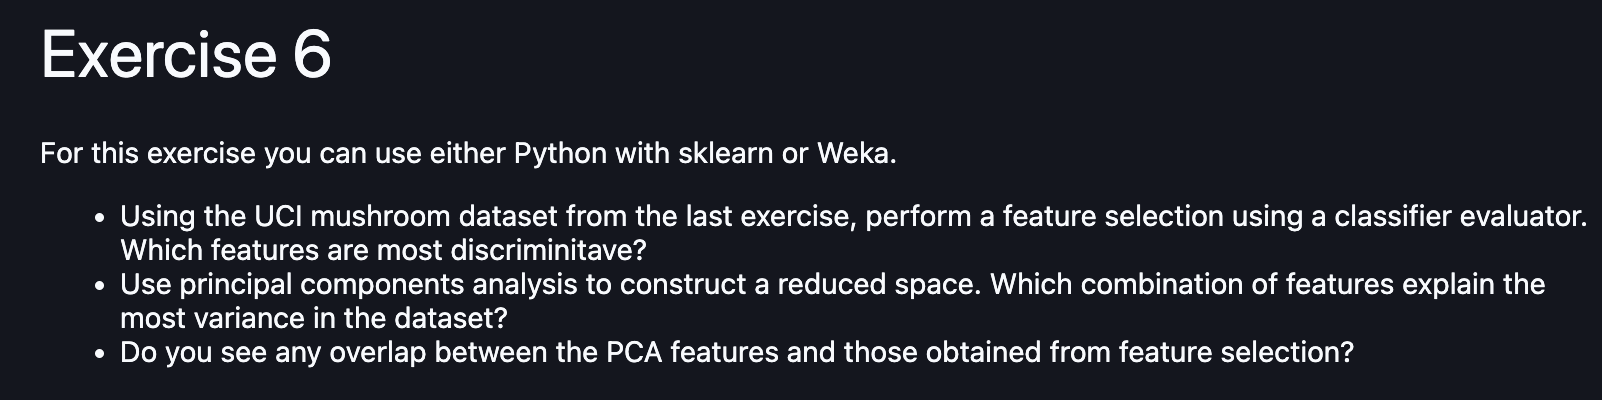 Exercise 6
For this exercise you can use either Python with sklearn or Weka.
• Using the UCI mushroom dataset from the last exercise, perform a feature selection using a classifier evaluator.
Which features are most discriminitave?
• Use principal components analysis to construct a reduced space. Which combination of features explain the
most variance in the dataset?
• Do you see any overlap between the PCA features and those obtained from feature selection?